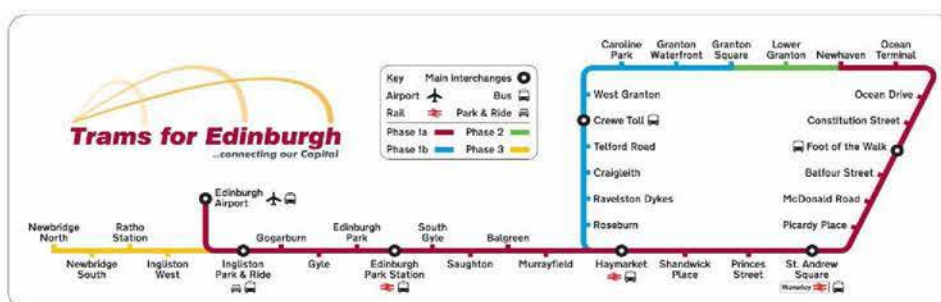 Trams for Edinburgh
...connecting our Capital
Key Main Interchanges
Airport Bus
Rail Park & Ride
Phase 1a Phase 2
Phase 1b Phase 3
Caroline
Park
Granton
Waterfront
Granton
Square
Lower
Granton
Newhaven
Ocean
Terminal
West Granton
Crewe Toll
Telford Road
Craigleith
Ravelston Dykes
Roseburn
Ocean Drive
Constitution Street
Foot of the Walk
Balfour Street
McDonald Road
Picardy Place
Edinburgh
Airport
Newbridge
North
Ratho
Station
Gogarburn
Edinburgh
Park
South
Gyle
Balgreen
Newbridge
South
Ingliston
West
Ingliston
Park & Ride
Gyle
Edinburgh
Park Station
Saughton
Murrayfield
Haymarket
Shandwick
Place
Princes
Street
St. Andrew
Square
Waverley